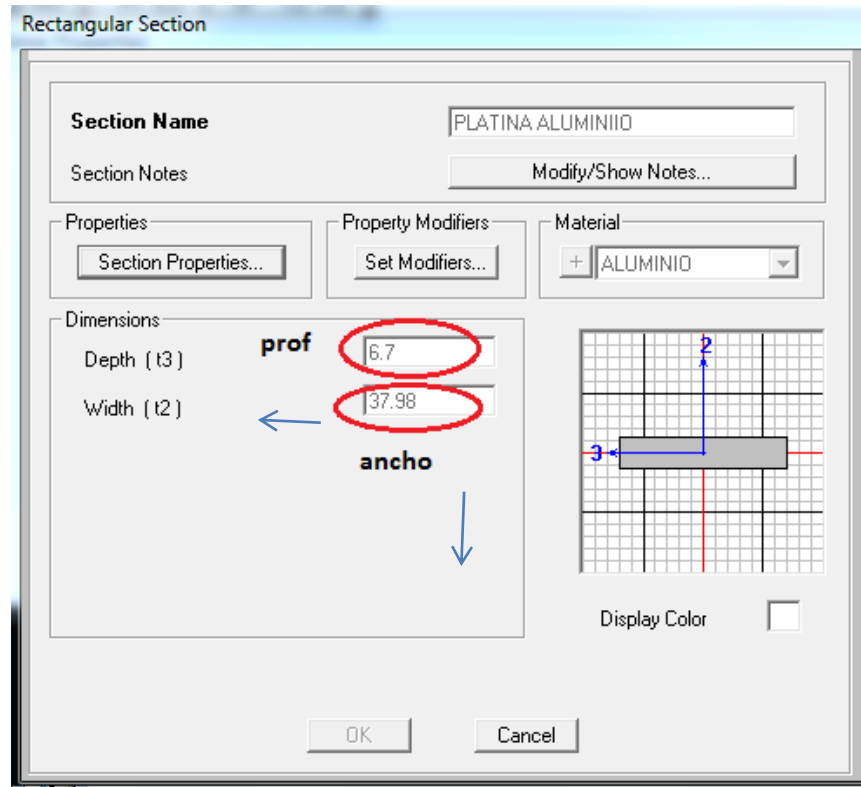 Rectangular Section
Section Name PLATINA ALUMINIIO
Section Notes Modify/Show Notes...
Properties Property Modifiers Material
Section Properties... Set Modifiers... + ALUMINIO
Dimensions
Depth ( t3 ) prof 6.7
Width ( t2 ) 37.98
ancho
2
3
Display Color
OK Cancel